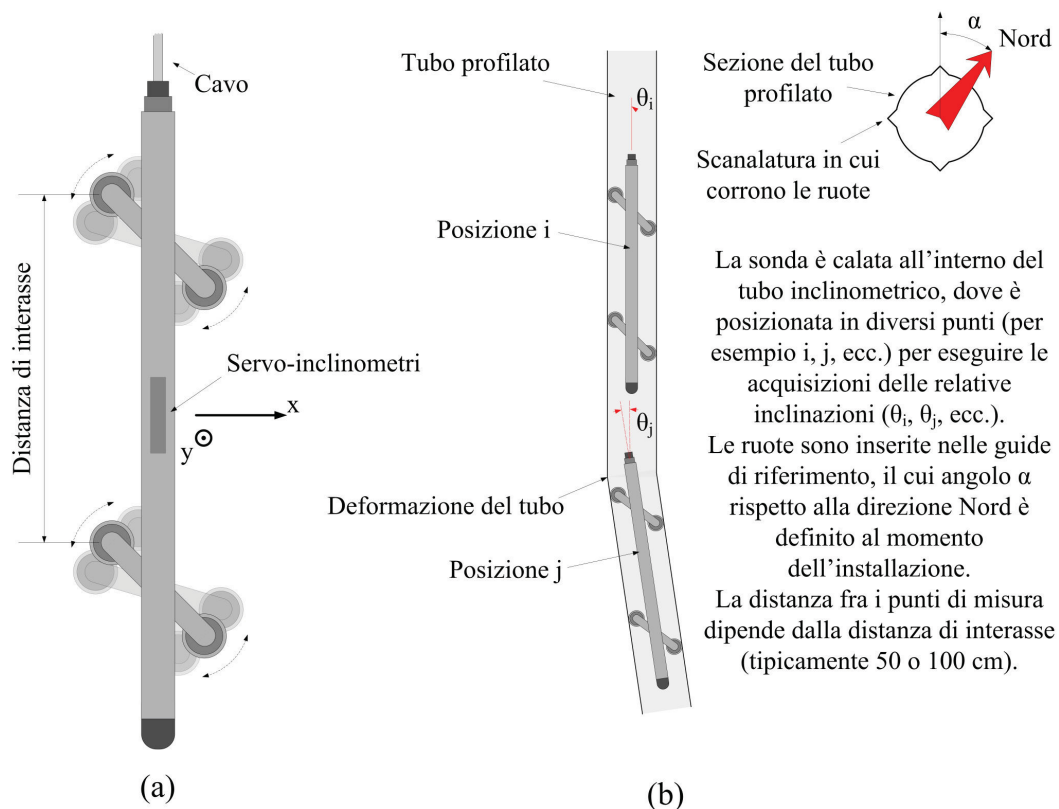 Cavo
Distanza di interasse
Servo-inclinometri
x
y
(a)
Tubo profilato
θi
Posizione i
θj
Deformazione del tubo
Posizione j
(b)
α
Nord
Sezione del tubo
profilato
Scanalatura in cui
corrono le ruote
La sonda è calata all’interno del
tubo inclinometrico, dove è
posizionata in diversi punti (per
esempio i, j, ecc.) per eseguire le
acquisizioni delle relative
inclinazioni (θi, θj, ecc.).
Le ruote sono inserite nelle guide
di riferimento, il cui angolo α
rispetto alla direzione Nord è
definito al momento
dell’installazione.
La distanza fra i punti di misura
dipende dalla distanza di interasse
(tipicamente 50 o 100 cm).